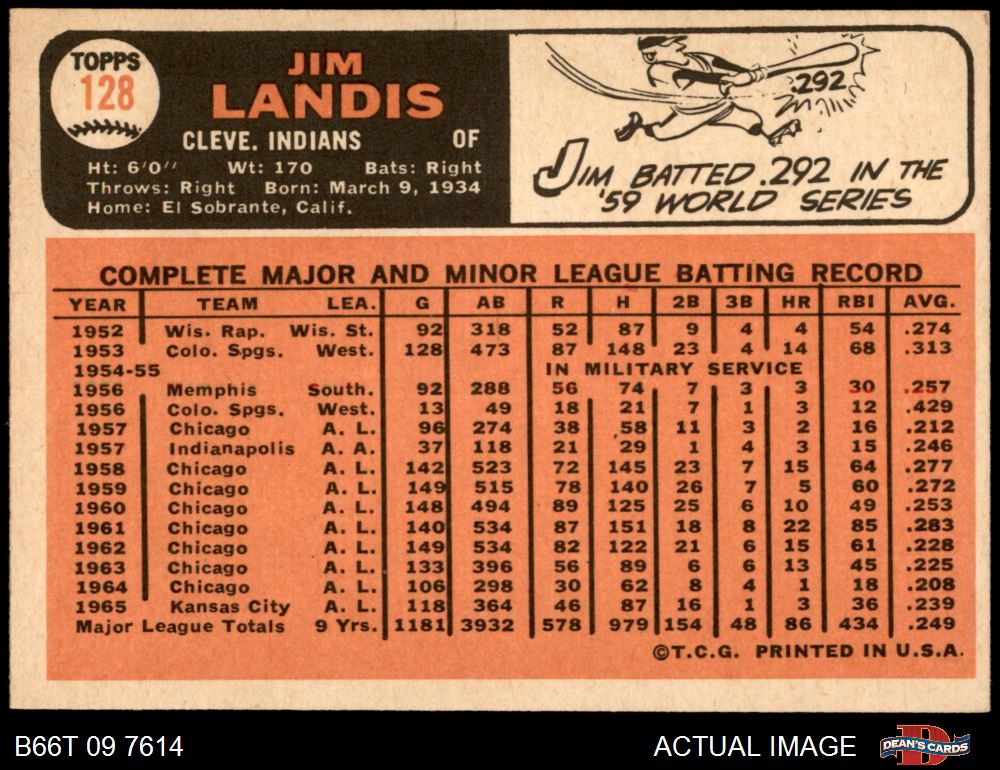 TOPPS
128
JIM
LANDIS
CLEVE. INDIANS OF
Ht: 6'0" Wt: 170 Bats: Right
Throws: Right Born: March 9, 1934
Home: El Sobrante, Calif.
.292
JIM BATTED .292 IN THE
'59 WORLD SERIES
COMPLETE MAJOR AND MINOR LEAGUE BATTING RECORD
YEAR TEAM LEA. G AB R H 2B 3B HR RBI AVG.
1952 Wis. Rap. Wis. St. 92 318 52 87 9 4 4 54 .274
1953 Colo. Spgs. West. 128 473 87 148 23 4 14 68 .313
1954-55 IN MILITARY SERVICE
1956 Memphis South. 92 288 56 74 7 3 3 30 .257
1956 Colo. Spgs. West. 13 49 18 21 7 1 3 12 .429
1957 Chicago A. L. 96 274 38 58 11 3 2 16 .212
1957 Indianapolis A. A. 37 118 21 29 1 4 3 15 .246
1958 Chicago A. L. 142 523 72 145 23 7 15 64 .277
1959 Chicago A. L. 149 515 78 140 26 7 5 60 .272
1960 Chicago A. L. 148 494 89 125 25 6 10 49 .253
1961 Chicago A. L. 140 534 87 151 18 8 22 85 .283
1962 Chicago A. L. 149 534 82 122 21 6 15 61 .228
1963 Chicago A. L. 133 396 56 89 6 6 13 45 .225
1964 Chicago A. L. 106 298 30 62 8 4 1 18 .208
1965 Kansas City A. L. 118 364 46 87 16 1 3 36 .239
Major League Totals 9 Yrs. 1181 3932 578 979 154 48 86 434 .249
©T.C.G. PRINTED IN U.S.A.
B66T 09 7614 ACTUAL IMAGE D DEAN'S CARDS